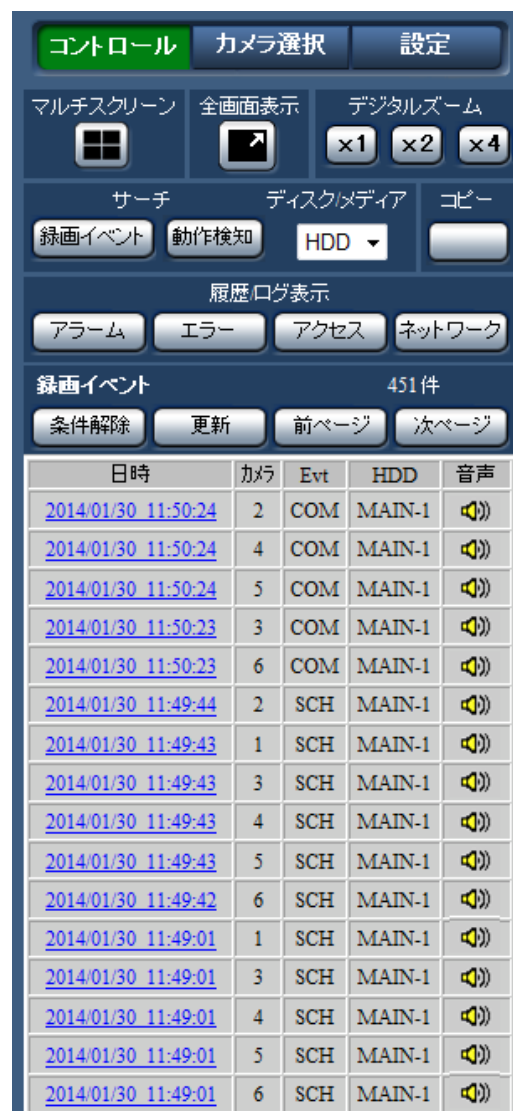 コントロール カメラ選択 設定
マルチスクリーン 全画面表示 デジタルズーム
×1 ×2 ×4
サーチ ディスク/メディア コピー
録画イベント 動作検知 HDD
履歴/ログ表示
アラーム エラー アクセス ネットワーク
録画イベント 451件
条件解除 更新 前ページ 次ページ
日時 カメラ Evt HDD 音声
2014/01/30 11:50:24 2 COM MAIN-1
2014/01/30 11:50:24 4 COM MAIN-1
2014/01/30 11:50:24 5 COM MAIN-1
2014/01/30 11:50:23 3 COM MAIN-1
2014/01/30 11:50:23 6 COM MAIN-1
2014/01/30 11:49:44 2 SCH MAIN-1
2014/01/30 11:49:43 1 SCH MAIN-1
2014/01/30 11:49:43 3 SCH MAIN-1
2014/01/30 11:49:43 4 SCH MAIN-1
2014/01/30 11:49:43 5 SCH MAIN-1
2014/01/30 11:49:42 6 SCH MAIN-1
2014/01/30 11:49:01 1 SCH MAIN-1
2014/01/30 11:49:01 3 SCH MAIN-1
2014/01/30 11:49:01 4 SCH MAIN-1
2014/01/30 11:49:01 5 SCH MAIN-1
2014/01/30 11:49:01 6 SCH MAIN-1